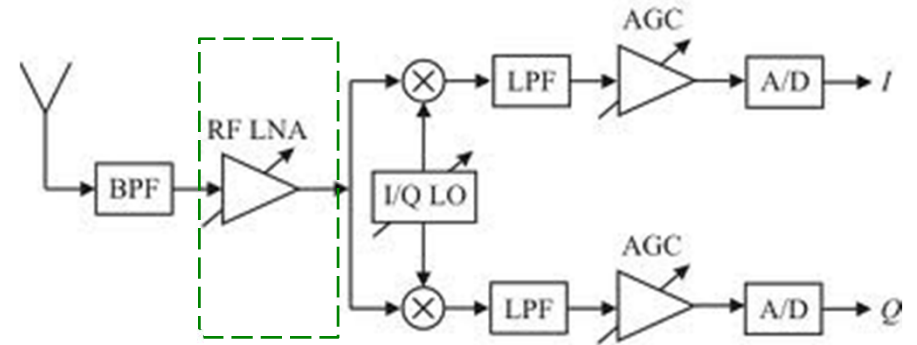 AGC
LPF
A/D
I
RF LNA
BPF
I/Q LO
AGC
LPF
A/D
Q